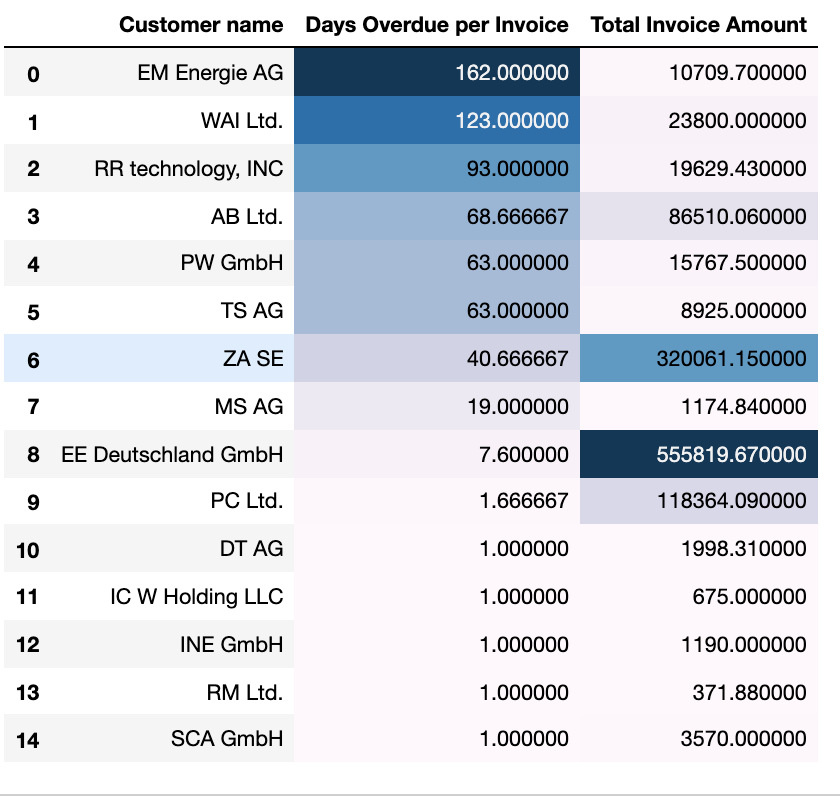 Customer name Days Overdue per Invoice Total Invoice Amount
0 EM Energie AG 162.000000 10709.700000
1 WAI Ltd. 123.000000 23800.000000
2 RR technology, INC 93.000000 19629.430000
3 AB Ltd. 68.666667 86510.060000
4 PW GmbH 63.000000 15767.500000
5 TS AG 63.000000 8925.000000
6 ZA SE 40.666667 320061.150000
7 MS AG 19.000000 1174.840000
8 EE Deutschland GmbH 7.600000 555819.670000
9 PC Ltd. 1.666667 118364.090000
10 DT AG 1.000000 1998.310000
11 IC W Holding LLC 1.000000 675.000000
12 INE GmbH 1.000000 1190.000000
13 RM Ltd. 1.000000 371.880000
14 SCA GmbH 1.000000 3570.000000